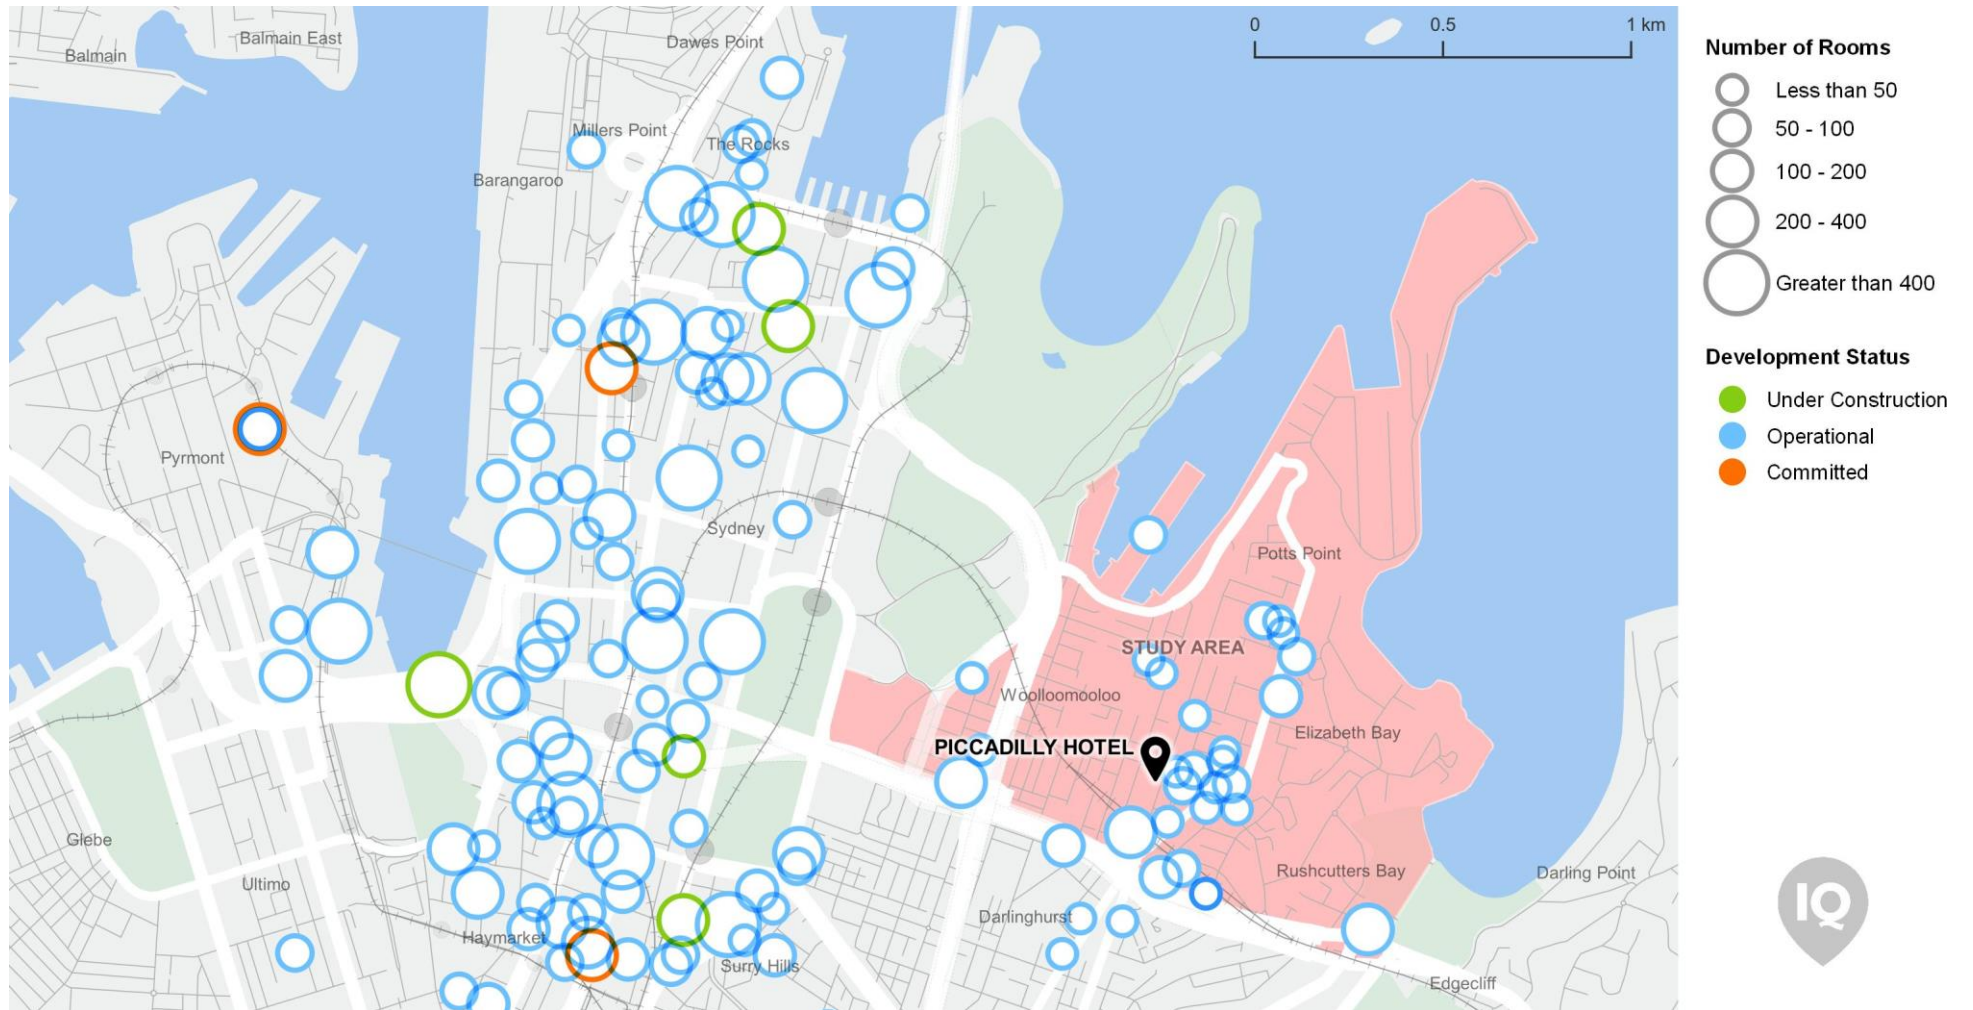 Balmain
Balmain East
Dawes Point
0
0.5
1 km
Millers Point
The Rocks
Barangaroo
Pyrmont
Sydney
Potts Point
STUDY AREA
Woolloomooloo
Elizabeth Bay
PICCADILLY HOTEL
Glebe
Ultimo
Rushcutters Bay
Darling Point
Darlinghurst
Haymarket
Surry Hills
Edgecliff
Number of Rooms
Less than 50
50 - 100
100 - 200
200 - 400
Greater than 400
Development Status
Under Construction
Operational
Committed
IQ